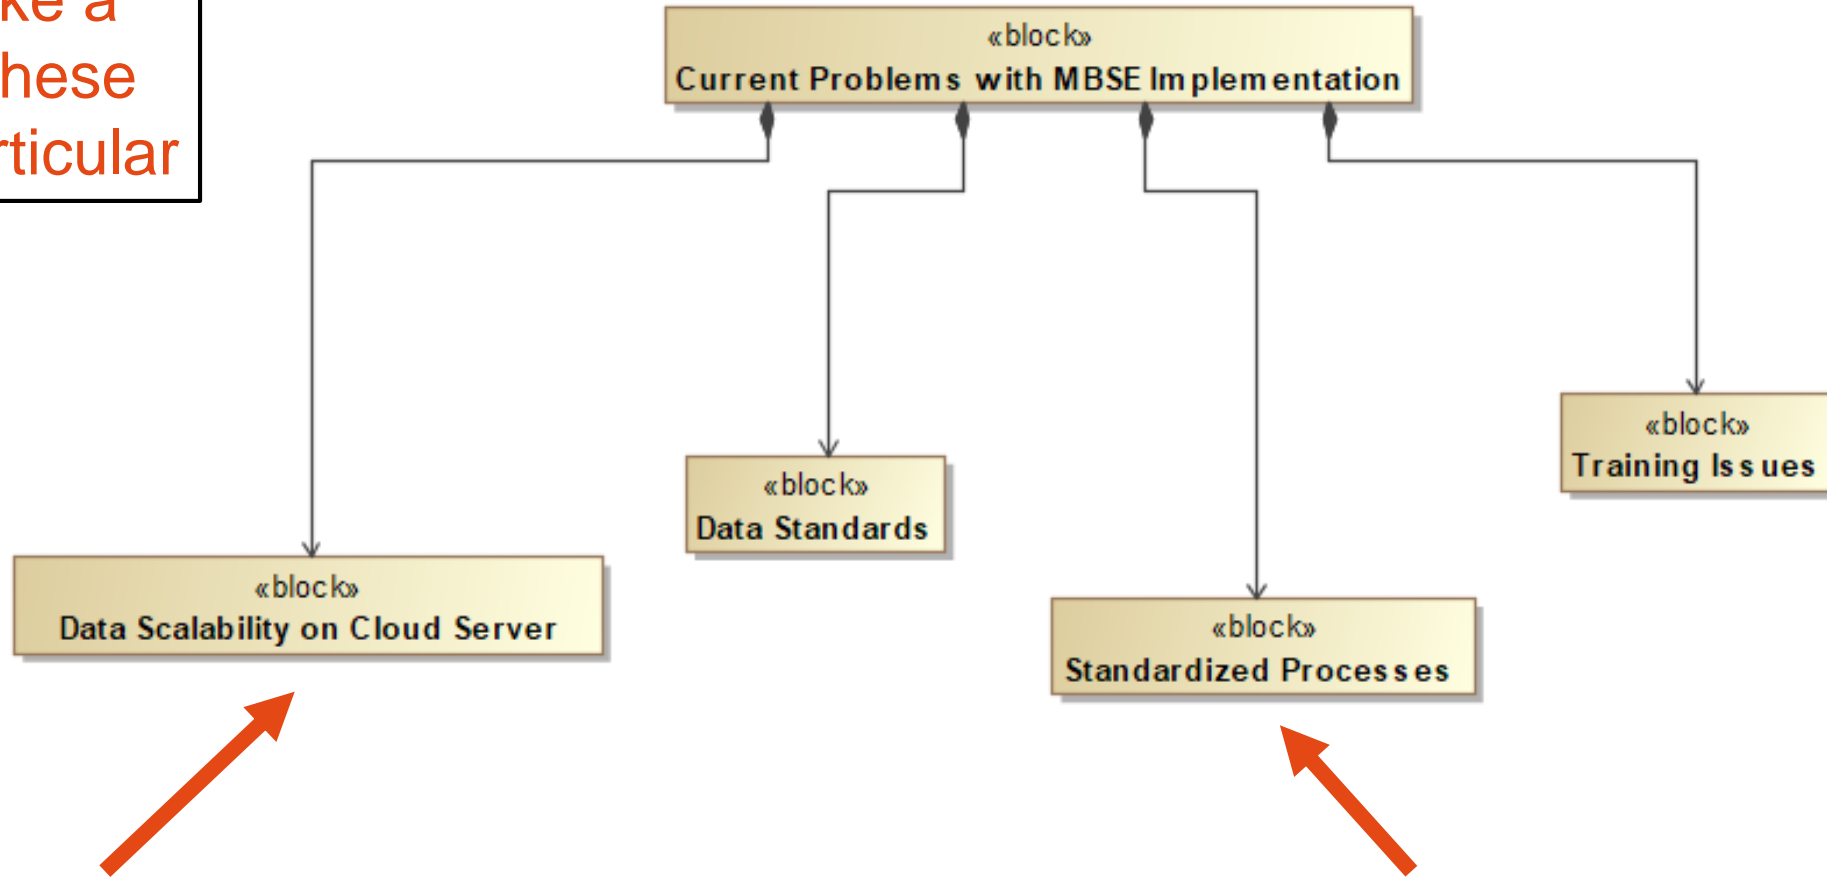 a
hese
rticular
«block»
Current Problems with MBSE Implementation
«block»
Training Issues
«block»
Data Standards
«block»
Data Scalability on Cloud Server
«block»
Standardized Processes